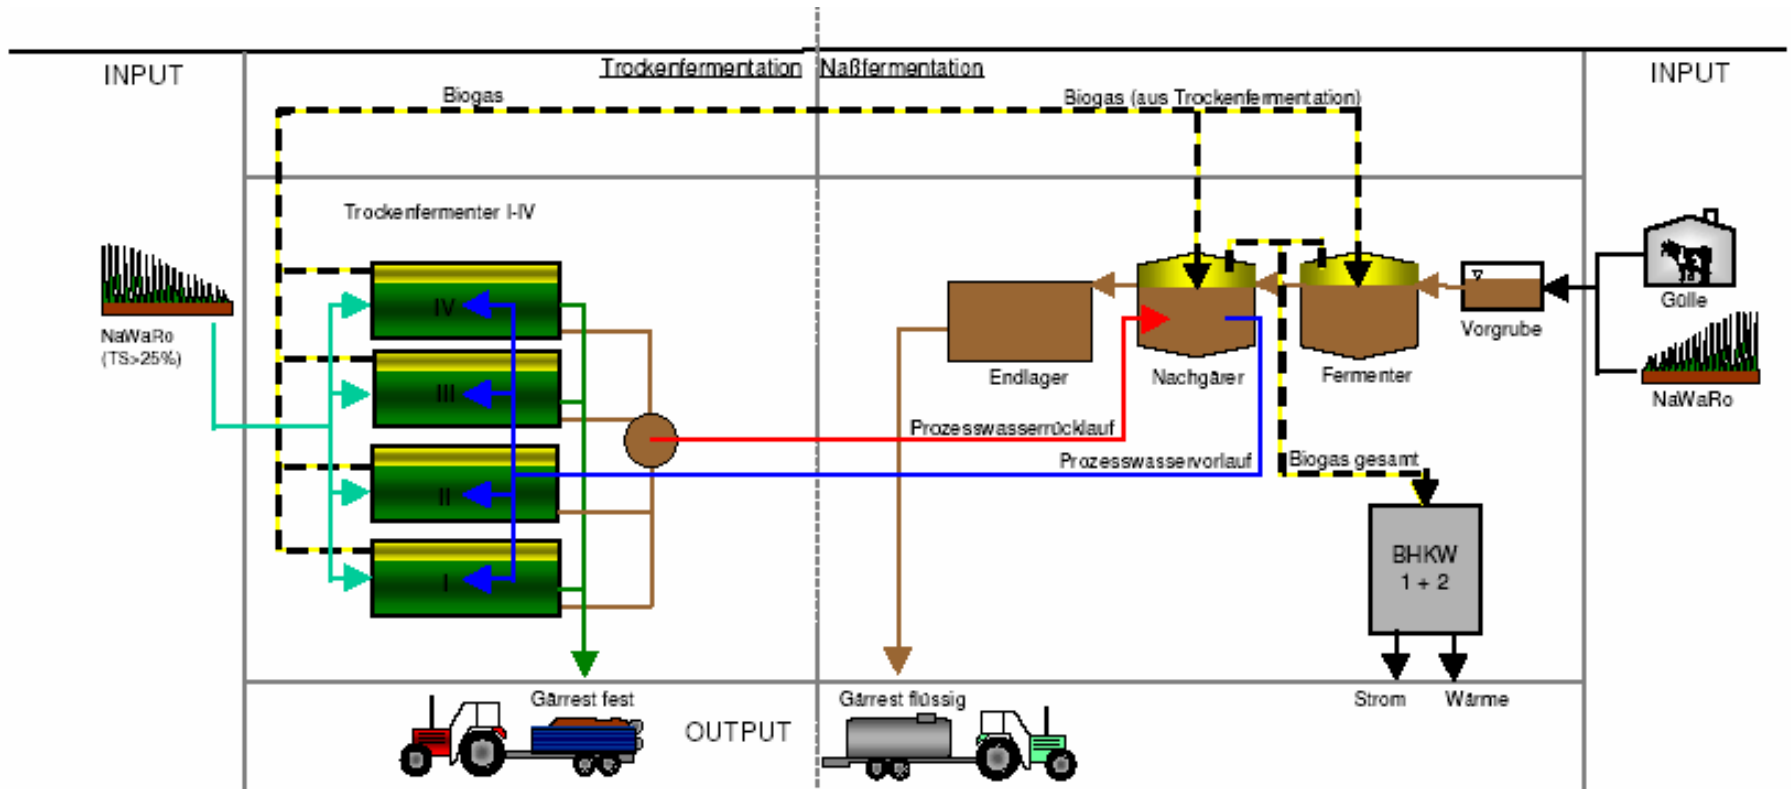 INPUT
Trockenfermentation
Naßfermentation
INPUT
Biogas
Biogas (aus Trockenfermentation)
Trockenfermenter I-IV
NaWaRo
(TS>25%)
IV
III
II
I
Endlager
Nachgärer
Fermenter
Vorgrube
Gülle
NaWaRo
Prozesswasserrücklauf
Prozesswasservorlauf
Biogas gesamt
BHKW
1 + 2
Gärrest fest
OUTPUT
Gärrest flüssig
Strom
Wärme